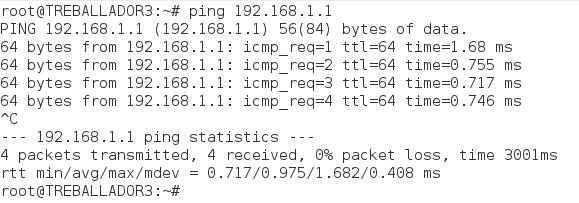 root@TREBALLADOR3:~# ping 192.168.1.1
PING 192.168.1.1 (192.168.1.1) 56(84) bytes of data.
64 bytes from 192.168.1.1: icmp_req=1 ttl=64 time=1.68 ms
64 bytes from 192.168.1.1: icmp_req=2 ttl=64 time=0.755 ms
64 bytes from 192.168.1.1: icmp_req=3 ttl=64 time=0.717 ms
64 bytes from 192.168.1.1: icmp_req=4 ttl=64 time=0.746 ms
^C
--- 192.168.1.1 ping statistics ---
4 packets transmitted, 4 received, 0% packet loss, time 3001ms
rtt min/avg/max/mdev = 0.717/0.975/1.682/0.408 ms
root@TREBALLADOR3:~#